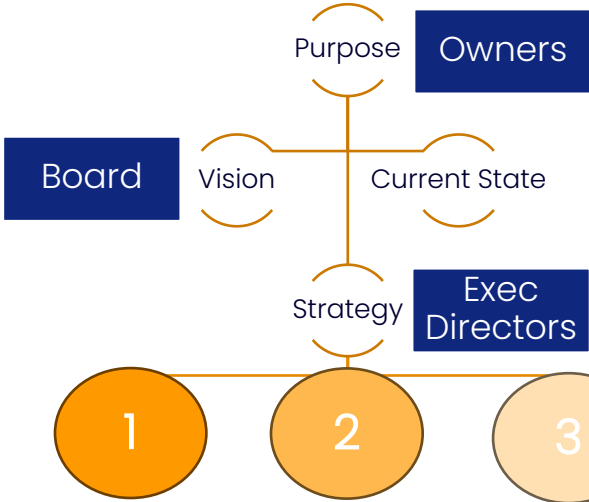 Purpose
Owners
Board
Vision
Current State
Strategy
Exec
Directors
1
2
3